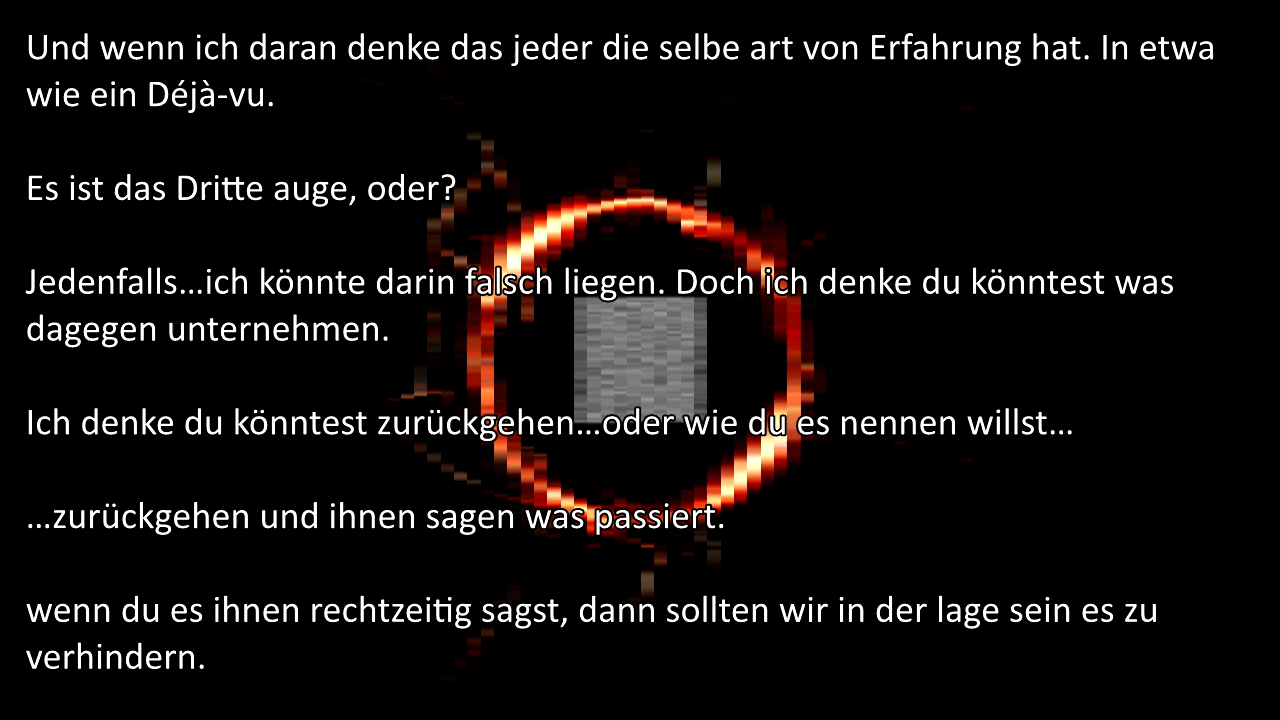 Und wenn ich daran denke das jeder die selbe art von Erfahrung hat. In etwa
wie ein Déjà-vu.
Es ist das Dritte auge, oder?
Jedenfalls...ich könnte darin falsch liegen. Doch ich denke du könntest was
dagegen unternehmen.
Ich denke du könntest zurückgehen...oder wie du es nennen willst...
...zurückgehen und ihnen sagen was passiert.
wenn du es ihnen rechtzeitig sagst, dann sollten wir in der lage sein es zu
verhindern.